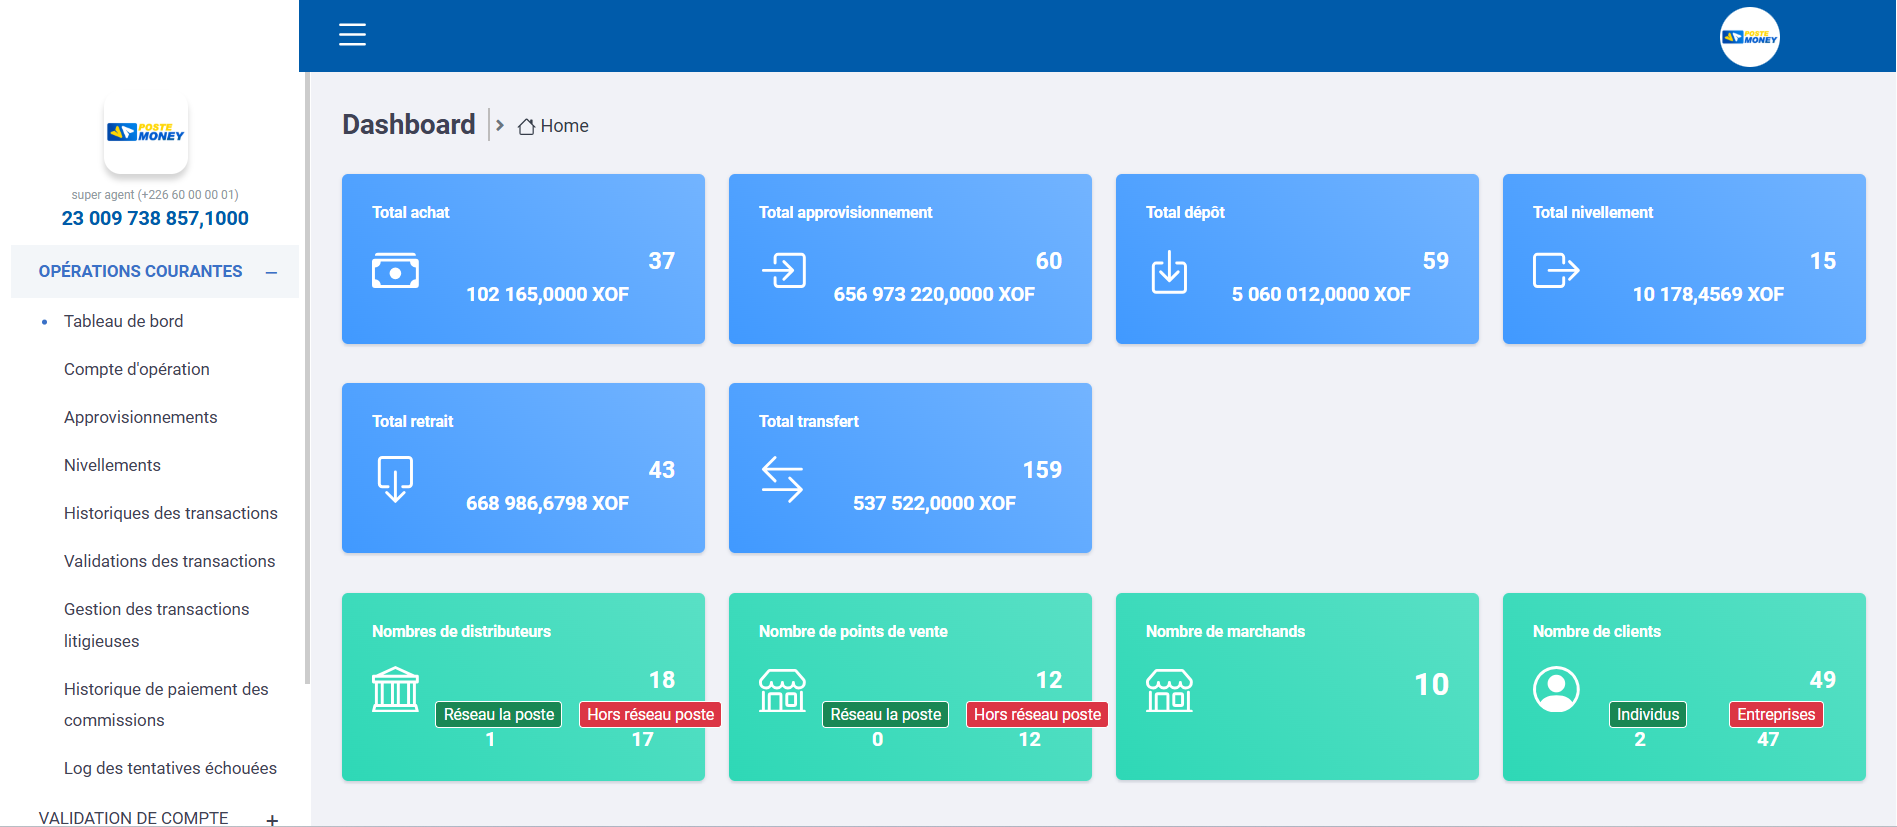 POSTE
MONEY
POSTE
MONEY
super agent (+226 60 00 00 01)
23 009 738 857,1000
OPÉRATIONS COURANTES
Tableau de bord
Compte d'opération
Approvisionnements
Nivellements
Historiques des transactions
Validations des transactions
Gestion des transactions
litigieuses
Historique de paiement des
commissions
Log des tentatives échouées
VALIDATION DE COMPTE
Dashboard
Home
Total achat
37
102 165,0000 XOF
Total approvisionnement
60
656 973 220,0000 XOF
Total dépôt
59
5 060 012,0000 XOF
Total nivellement
15
10 178,4569 XOF
Total retrait
43
668 986,6798 XOF
Total transfert
159
537 522,0000 XOF
Nombres de distributeurs
18
Réseau la poste
1
Hors réseau poste
17
Nombre de points de vente
12
Réseau la poste
0
Hors réseau poste
12
Nombre de marchands
10
Nombre de clients
49
Individus
2
Entreprises
47